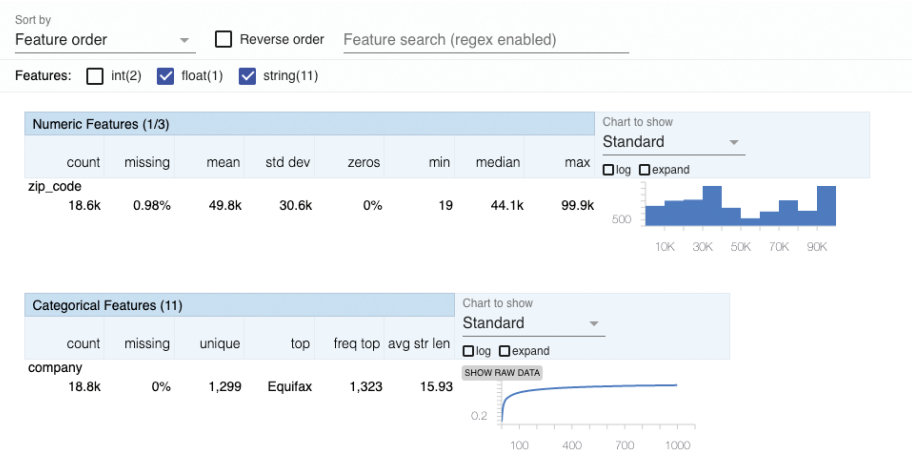 Sort by
Feature order Reverse order Feature search (regex enabled)
Features: int(2) float(1) string(11)
Numeric Features (1/3)
Chart to show
Standard
count missing mean std dev zeros min median max
log expand
zip_code
18.6k 0.98% 49.8k 30.6k 0% 19 44.1k 99.9k
500
10K 30K 50K 70K 90K
Categorical Features (11)
Chart to show
Standard
count missing unique top freq top avg str len
log expand
company
SHOW RAW DATA
18.8k 0% 1,299 Equifax 1,323 15.93
0.2
100 400 700 1000